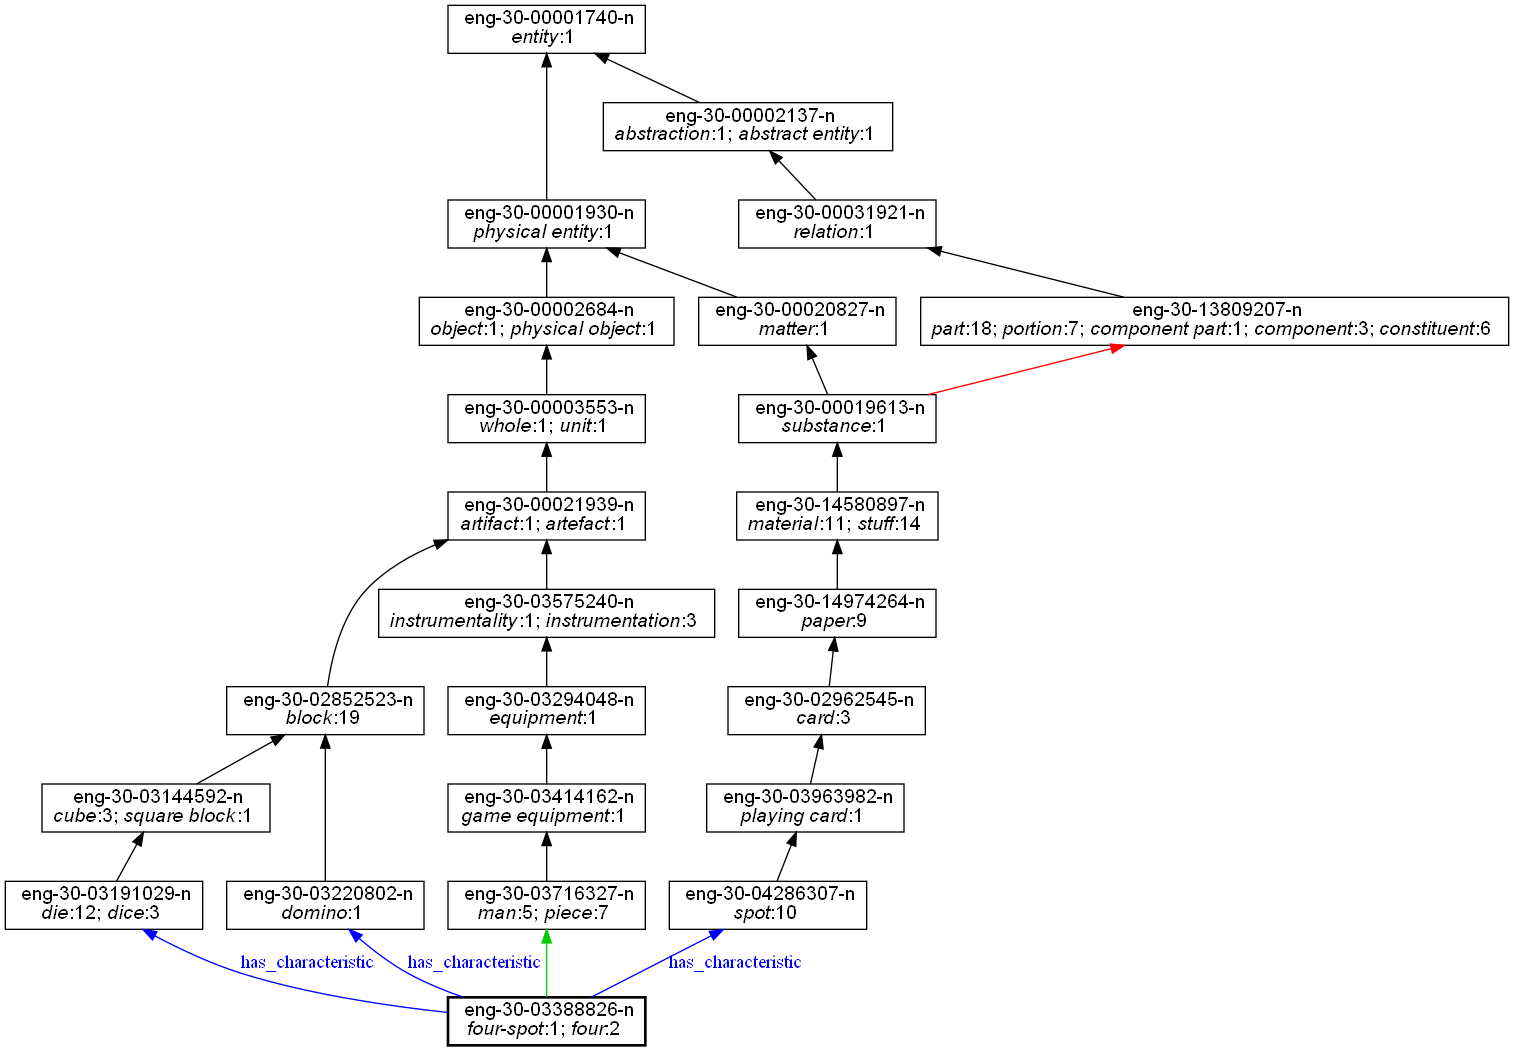 eng-30-00001740-n
entity:1
eng-30-00002137-n
abstraction:1; abstract entity:1
eng-30-00001930-n
physical entity:1
eng-30-00031921-n
relation:1
eng-30-00002684-n
object:1; physical object:1
eng-30-00020827-n
matter:1
eng-30-13809207-n
part:18; portion:7; component part:1; component:3; constituent:6
eng-30-00003553-n
whole:1; unit:1
eng-30-00019613-n
substance:1
eng-30-00021939-n
artifact:1; artefact:1
eng-30-14580897-n
material:11; stuff:14
eng-30-03575240-n
instrumentality:1; instrumentation:3
eng-30-14974264-n
paper:9
eng-30-02852523-n
block:19
eng-30-03294048-n
equipment:1
eng-30-02962545-n
card:3
eng-30-03144592-n
cube:3; square block:1
eng-30-03414162-n
game equipment:1
eng-30-03963982-n
playing card:1
eng-30-03191029-n
die:12; dice:3
eng-30-03220802-n
domino:1
eng-30-03716327-n
man:5; piece:7
eng-30-04286307-n
spot:10
has_characteristic
has_characteristic
has_characteristic
eng-30-03388826-n
four-spot:1; four:2